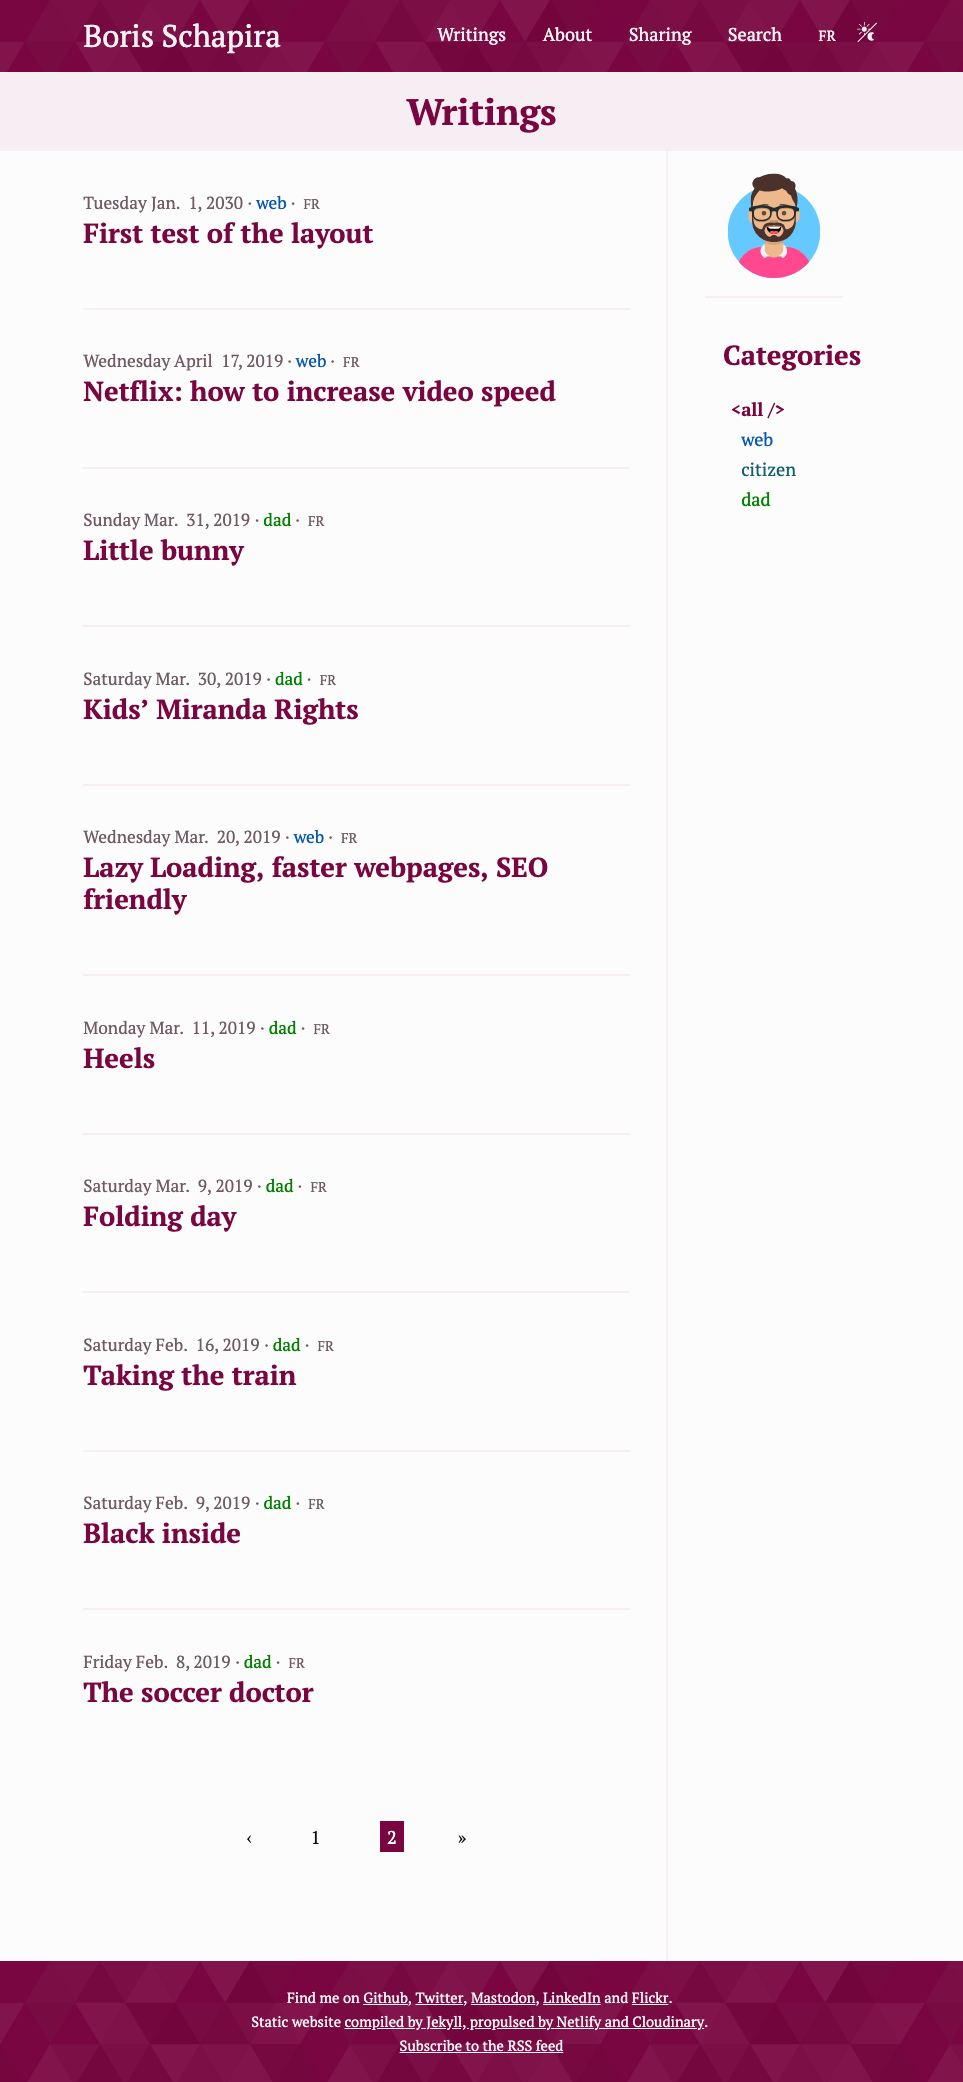 Boris Schapira
Writings About Sharing Search FR
Writings
Tuesday Jan. 1, 2030 · web · FR
First test of the layout
Wednesday April 17, 2019 · web · FR
Netflix: how to increase video speed
Sunday Mar. 31, 2019 · dad · FR
Little bunny
Saturday Mar. 30, 2019 · dad · FR
Kids’ Miranda Rights
Wednesday Mar. 20, 2019 · web · FR
Lazy Loading, faster webpages, SEO
friendly
Monday Mar. 11, 2019 · dad · FR
Heels
Saturday Mar. 9, 2019 · dad · FR
Folding day
Saturday Feb. 16, 2019 · dad · FR
Taking the train
Saturday Feb. 9, 2019 · dad · FR
Black inside
Friday Feb. 8, 2019 · dad · FR
The soccer doctor
‹ 1 2 »
Categories
<all />
web
citizen
dad
Find me on Github, Twitter, Mastodon, LinkedIn and Flickr.
Static website compiled by Jekyll, propulsed by Netlify and Cloudinary.
Subscribe to the RSS feed